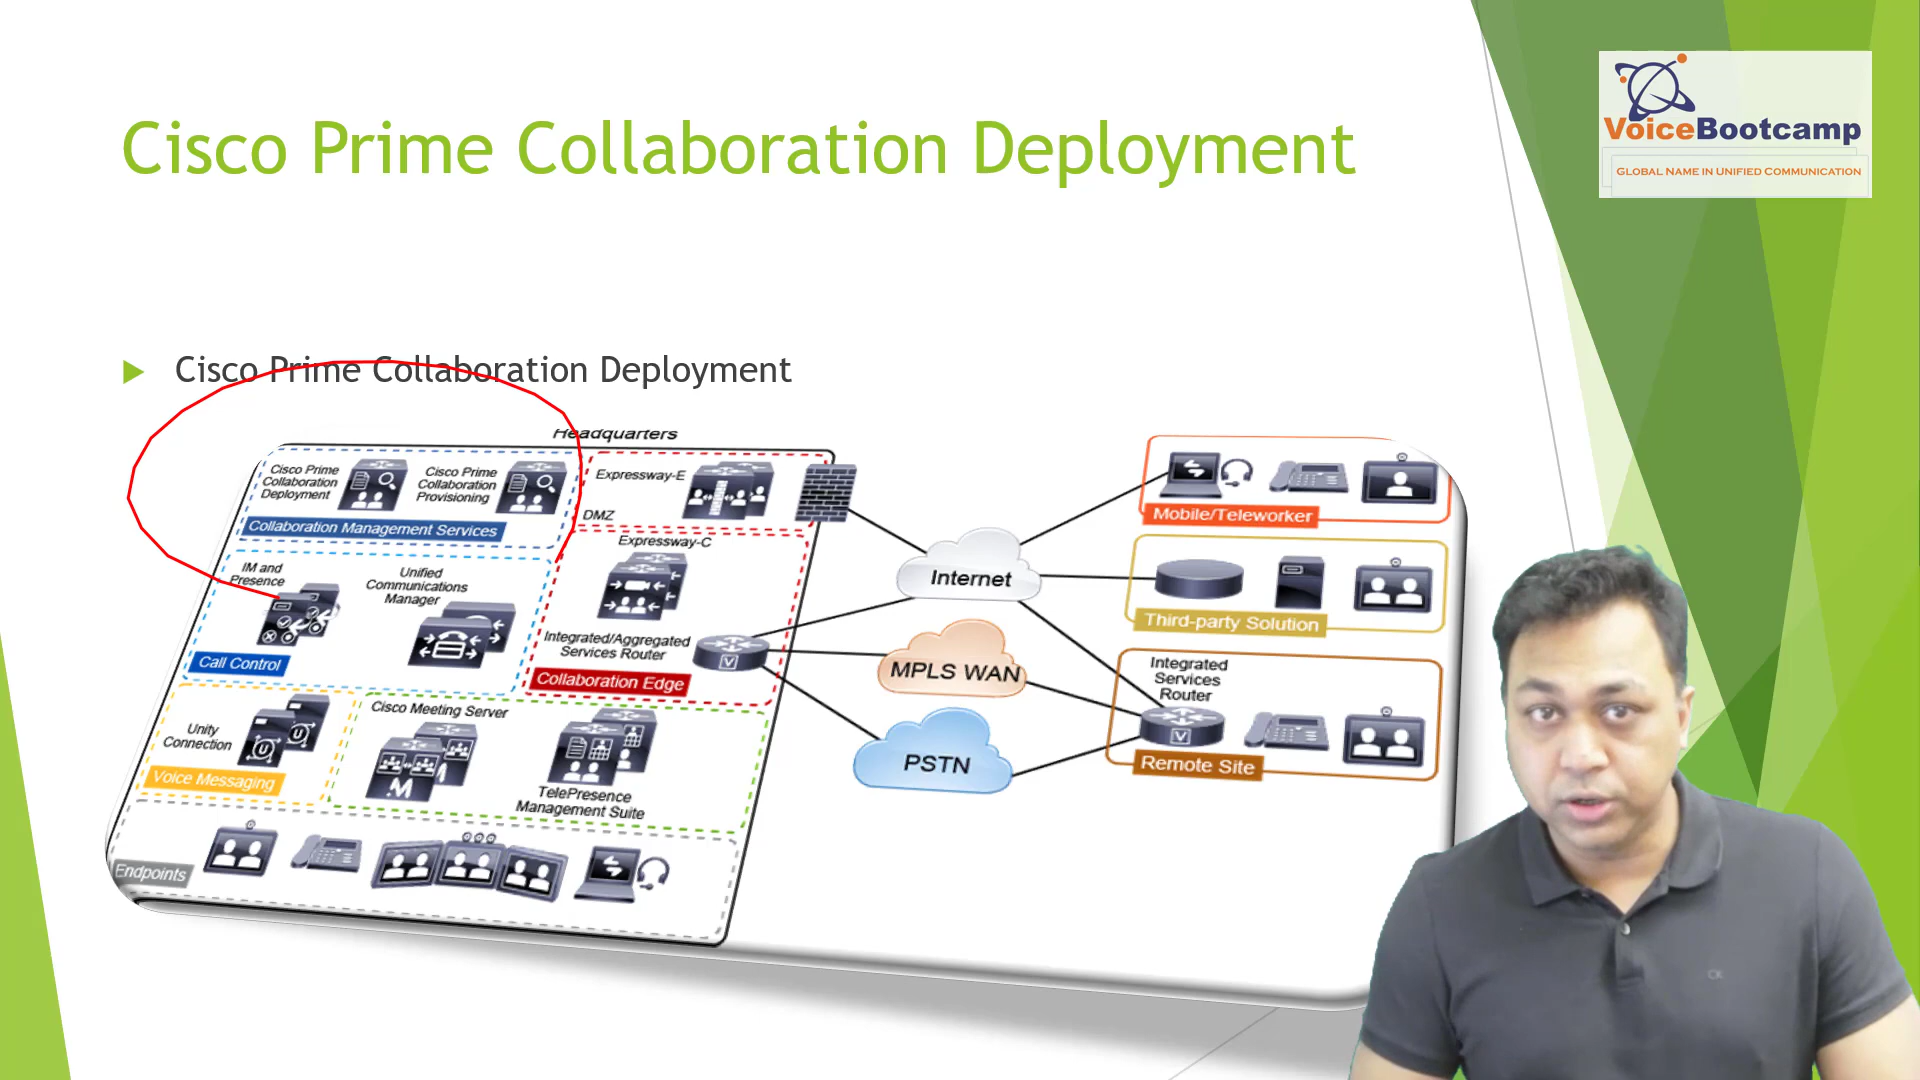 Cisco Prime Collaboration Deployment
VoiceBootcamp
GLOBAL NAME IN UNIFIED COMMUNICATION
Cisco Prime Collaboration Deployment
Headquarters
Cisco Prime
Collaboration
Deployment
Cisco Prime
Collaboration
Provisioning
Collaboration Management Services
Expressway-E
DMZ
Expressway-C
Integrated/Aggregated
Services Router
V
Collaboration Edge
IM and
Presence
Unified
Communications
Manager
Call Control
Unity
Connection
Voice Messaging
Cisco Meeting Server
M
TelePresence
Management Suite
Endpoints
Internet
MPLS WAN
PSTN
Mobile/Teleworker
Third-party Solution
Integrated
Services
Router
V
Remote Site